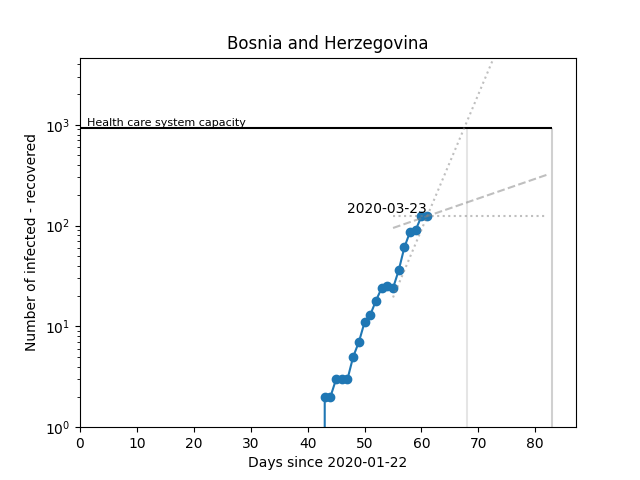 Bosnia and Herzegovina
Number of infected - recovered
10³
10²
10¹
10⁰
Health care system capacity
2020-03-23
0 10 20 30 40 50 60 70 80
Days since 2020-01-22